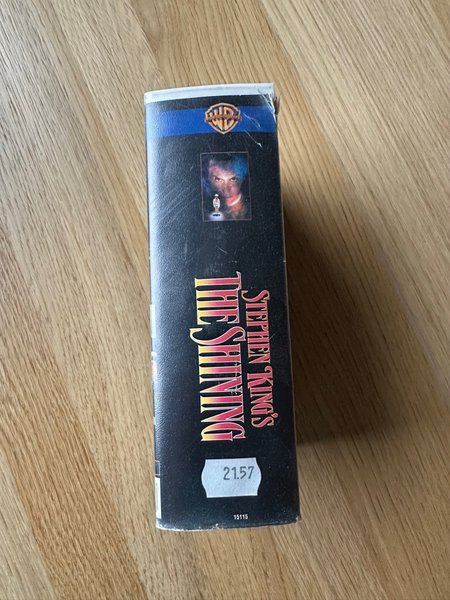 WB
STEPHEN KING'S
THE SHINING
21.57
15115